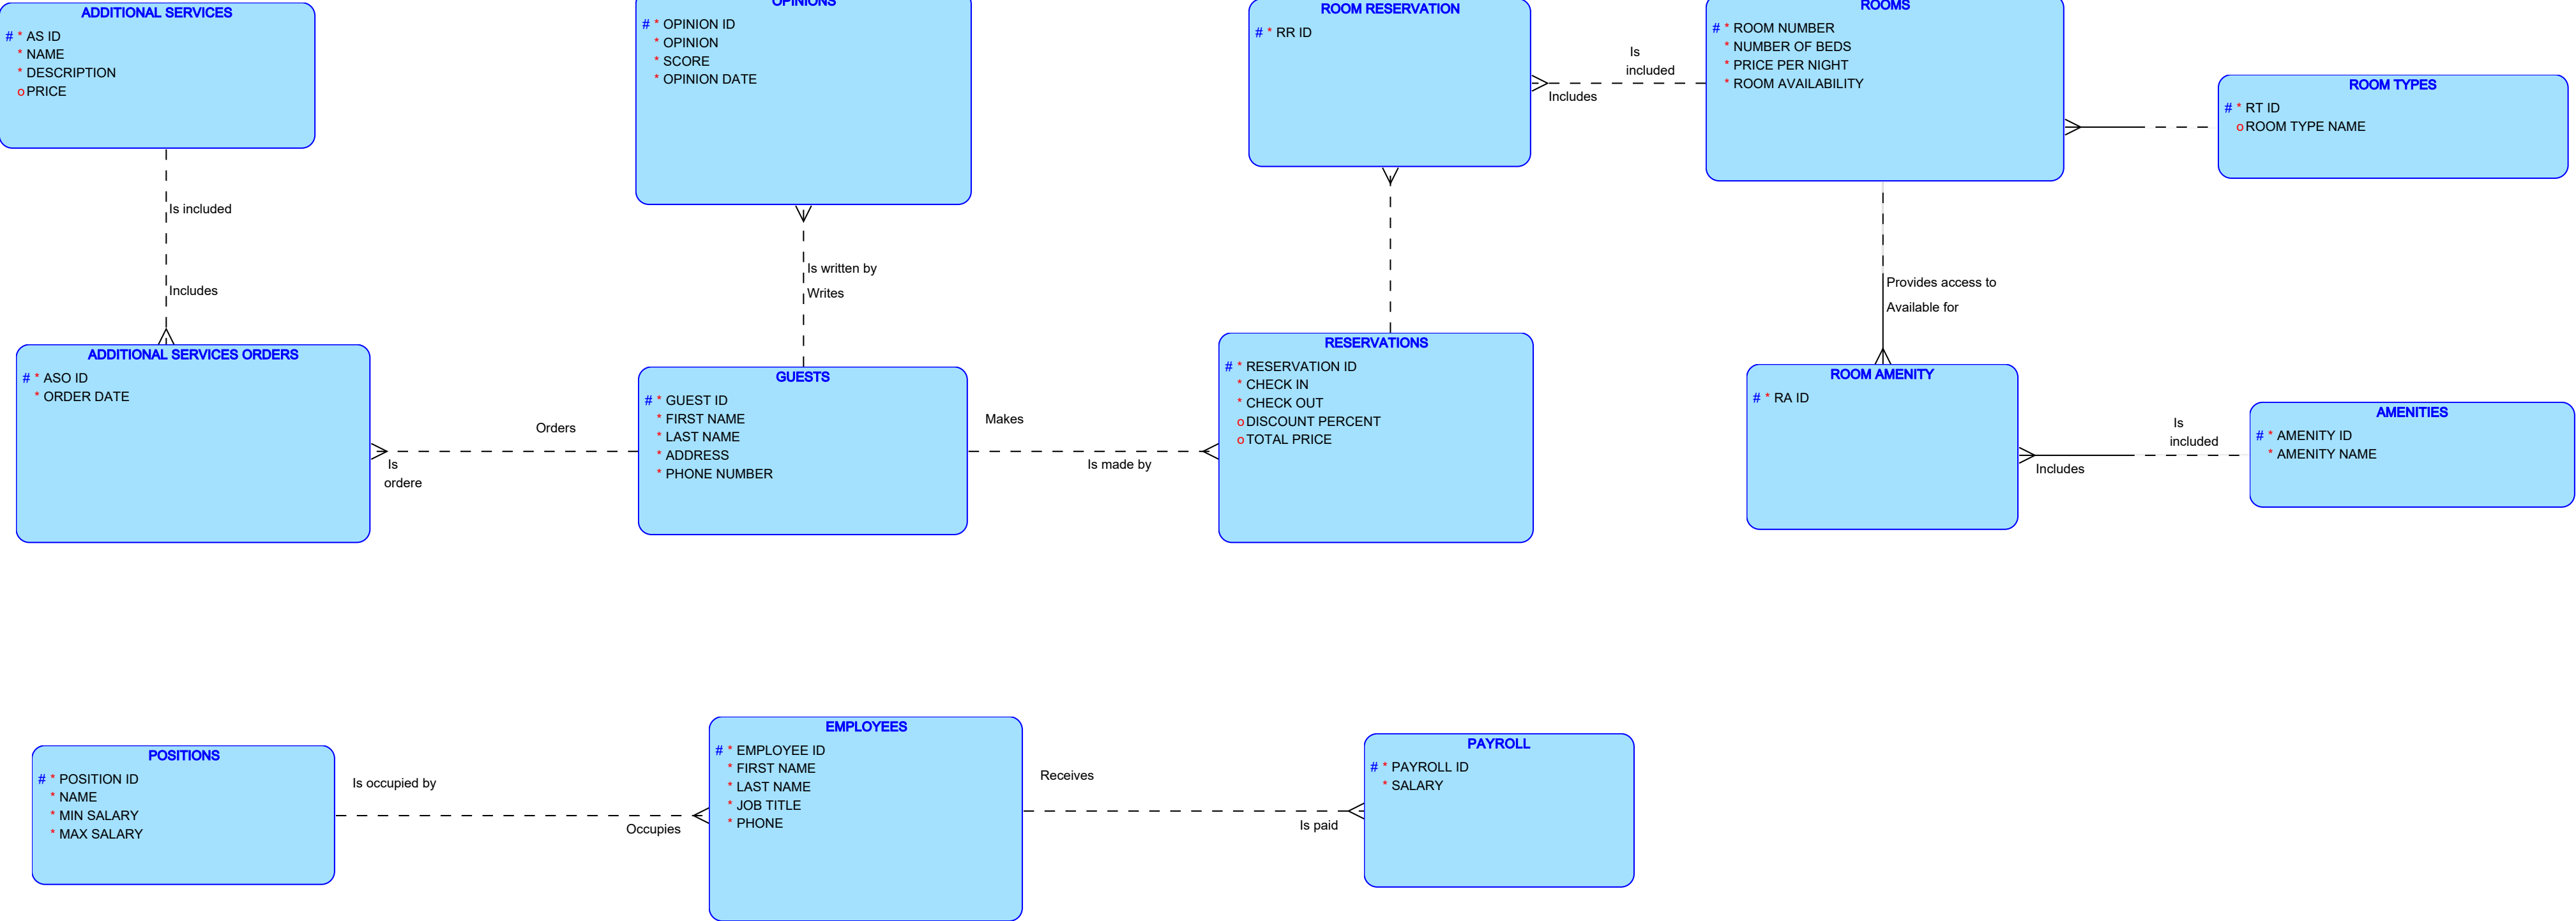 ADDITIONAL SERVICES
# * AS ID
* NAME
* DESCRIPTION
o PRICE
OPINIONS
# * OPINION ID
* OPINION
* SCORE
* OPINION DATE
ROOM RESERVATION
# * RR ID
ROOMS
# * ROOM NUMBER
* NUMBER OF BEDS
* PRICE PER NIGHT
* ROOM AVAILABILITY
Is
included
Includes
ROOM TYPES
# * RT ID
o ROOM TYPE NAME
Is included
Includes
Is written by
Writes
Provides access to
Available for
ADDITIONAL SERVICES ORDERS
# * ASO ID
* ORDER DATE
Orders
Is
ordere
GUESTS
# * GUEST ID
* FIRST NAME
* LAST NAME
* ADDRESS
* PHONE NUMBER
Makes
Is made by
RESERVATIONS
# * RESERVATION ID
* CHECK IN
* CHECK OUT
o DISCOUNT PERCENT
o TOTAL PRICE
ROOM AMENITY
# * RA ID
Is
included
Includes
AMENITIES
# * AMENITY ID
* AMENITY NAME
POSITIONS
# * POSITION ID
* NAME
* MIN SALARY
* MAX SALARY
Is occupied by
Occupies
EMPLOYEES
# * EMPLOYEE ID
* FIRST NAME
* LAST NAME
* JOB TITLE
* PHONE
Receives
Is paid
PAYROLL
# * PAYROLL ID
* SALARY